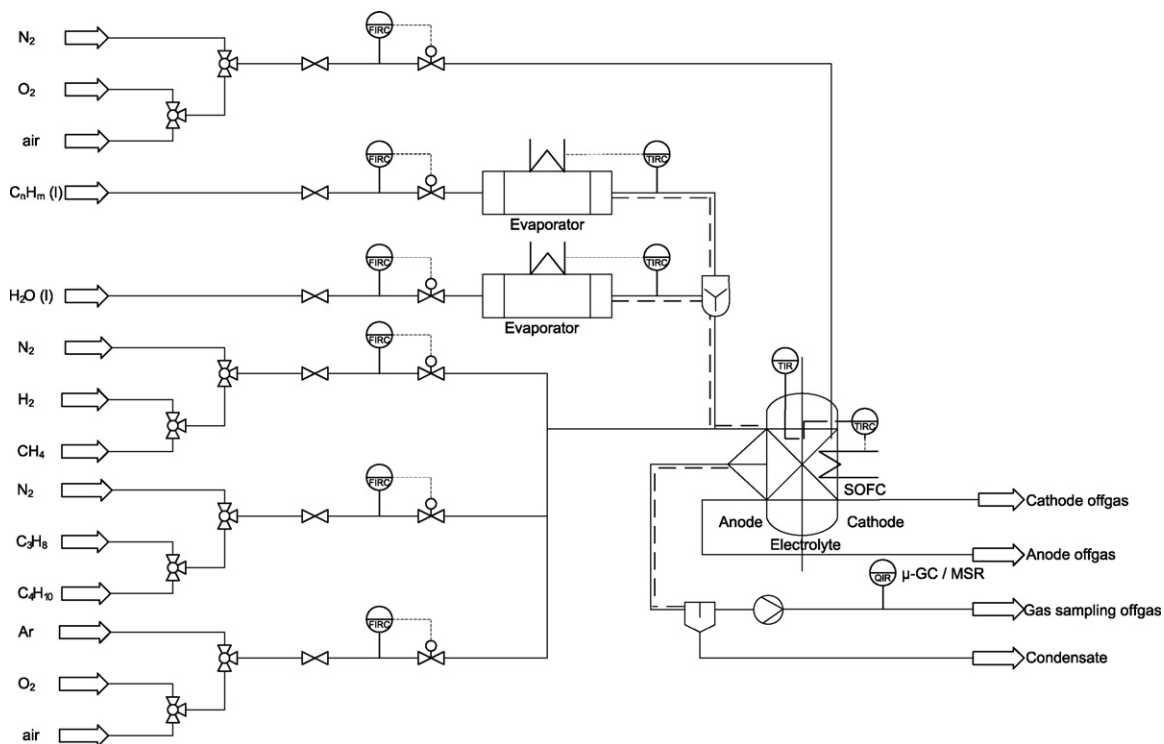 N₂
FIRC
O₂
air
FIRC
TIRC
CₙHₘ (l)
Evaporator
FIRC
TIRC
H₂O (l)
Evaporator
FIRC
N₂
TIR
H₂
TIRC
CH₄
FIRC
N₂
SOFC
Cathode offgas
Anode
Cathode
C₃H₈
Electrolyte
Anode offgas
QIR
μ-GC / MSR
C₄H₁₀
Gas sampling offgas
FIRC
Ar
Condensate
O₂
air